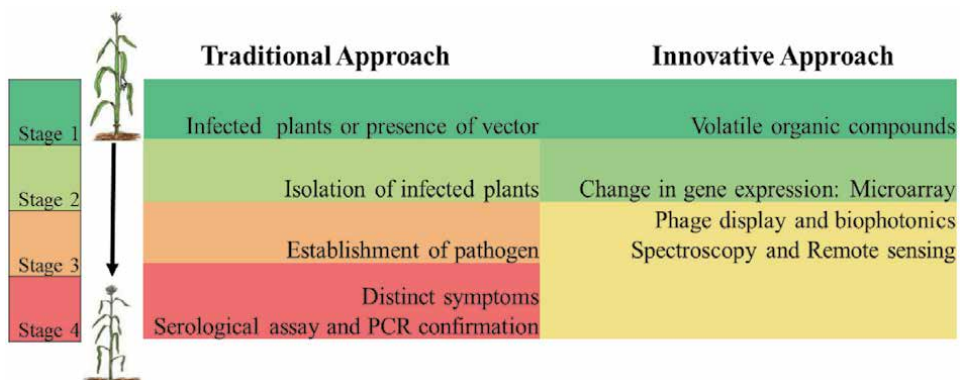 Traditional Approach
Innovative Approach
Stage 1
Infected plants or presence of vector
Volatile organic compounds
Stage 2
Isolation of infected plants
Change in gene expression: Microarray
Stage 3
Establishment of pathogen
Phage display and biophotonics
Spectroscopy and Remote sensing
Stage 4
Distinct symptoms
Serological assay and PCR confirmation